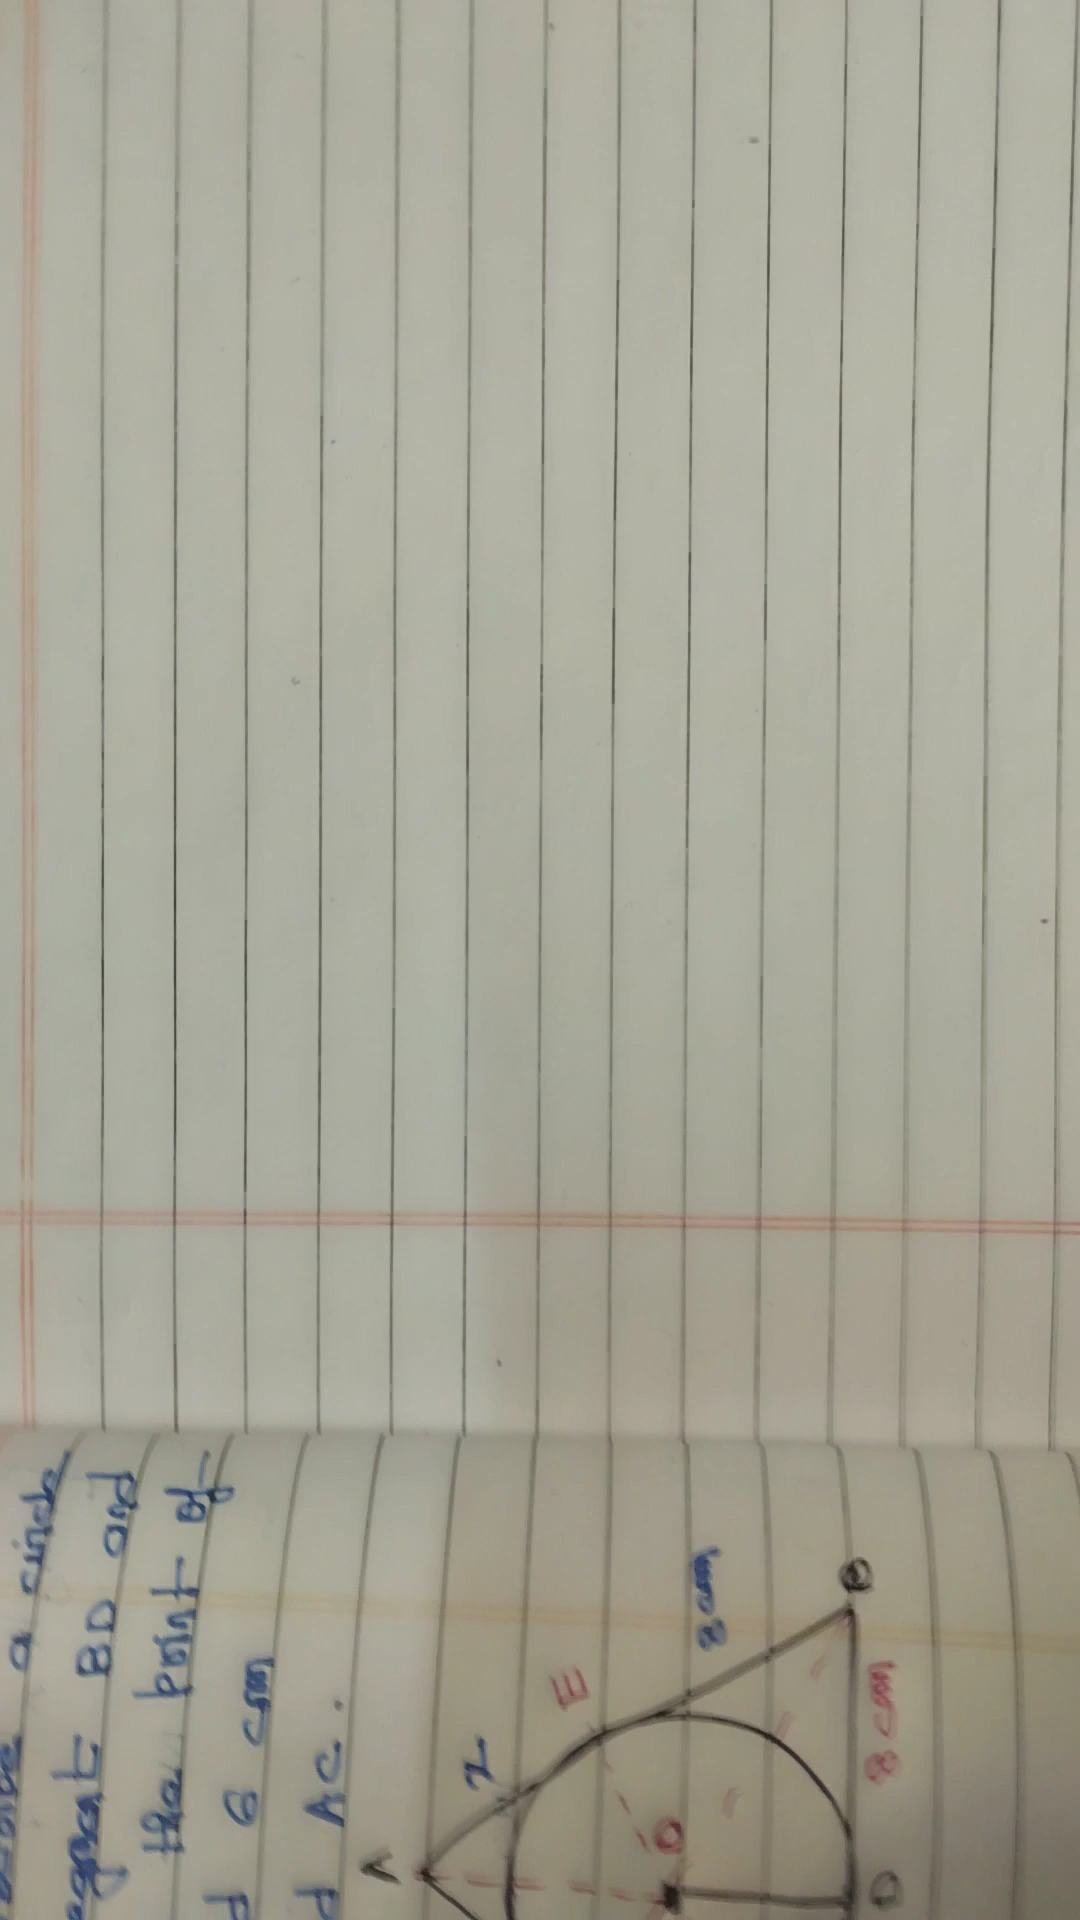 a circle
BD and
the point of
6 cm
AC.
A
x
E
8 cm
B
O
8 cm
D